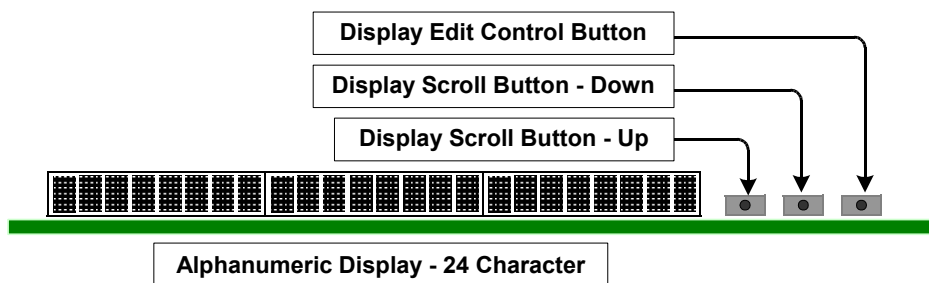 Display Edit Control Button
Display Scroll Button - Down
Display Scroll Button - Up
Alphanumeric Display - 24 Character